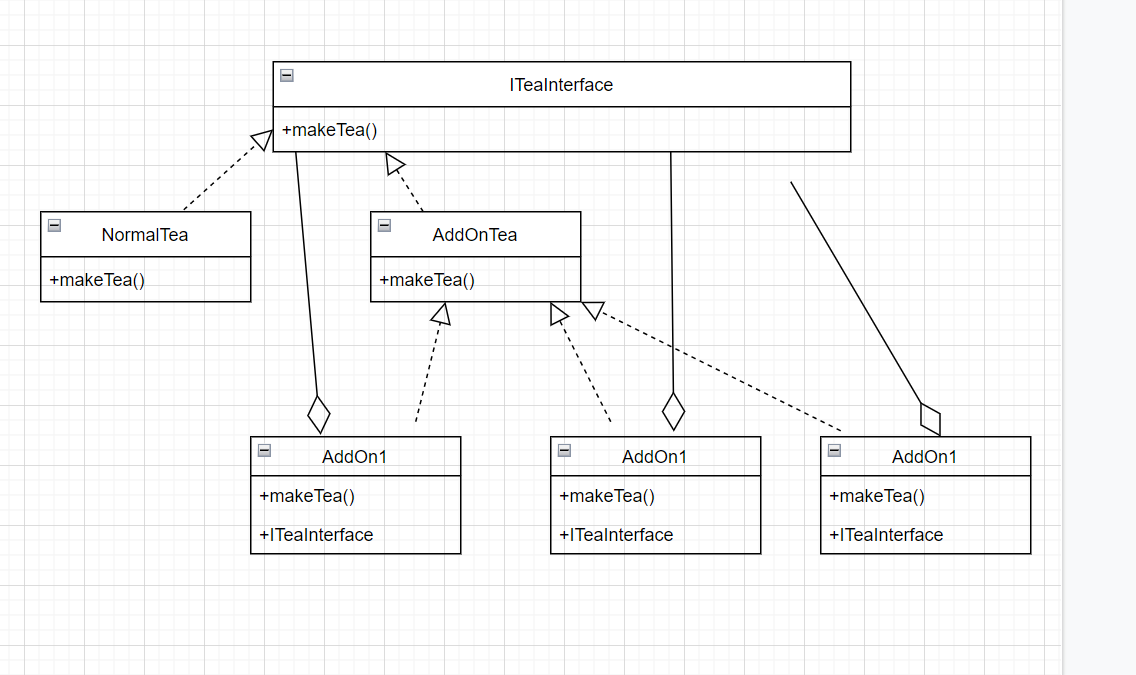 ITeaInterface
+makeTea()
NormalTea
+makeTea()
AddOnTea
+makeTea()
AddOn1
+makeTea()
+ITeaInterface
AddOn1
+makeTea()
+ITeaInterface
AddOn1
+makeTea()
+ITeaInterface